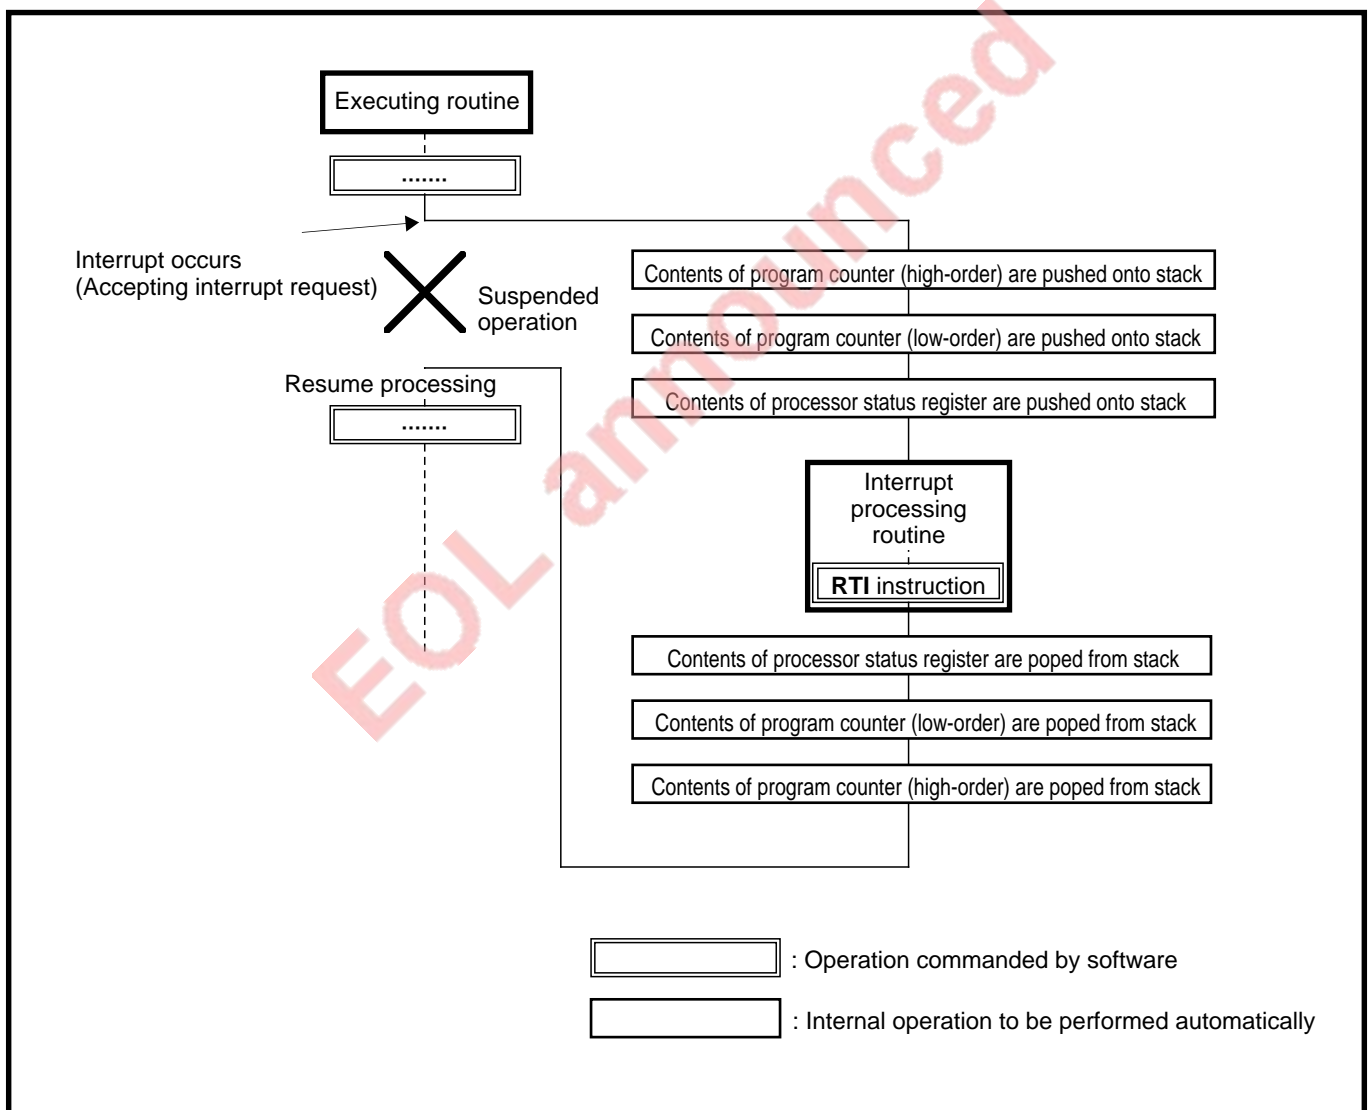 Executing routine
.......
Interrupt occurs
(Accepting interrupt request)
Suspended
operation
Contents of program counter (high-order) are pushed onto stack
Contents of program counter (low-order) are pushed onto stack
Contents of processor status register are pushed onto stack
Resume processing
.......
Interrupt
processing
routine
RTI instruction
Contents of processor status register are poped from stack
Contents of program counter (low-order) are poped from stack
Contents of program counter (high-order) are poped from stack
: Operation commanded by software
: Internal operation to be performed automatically
EOL announced